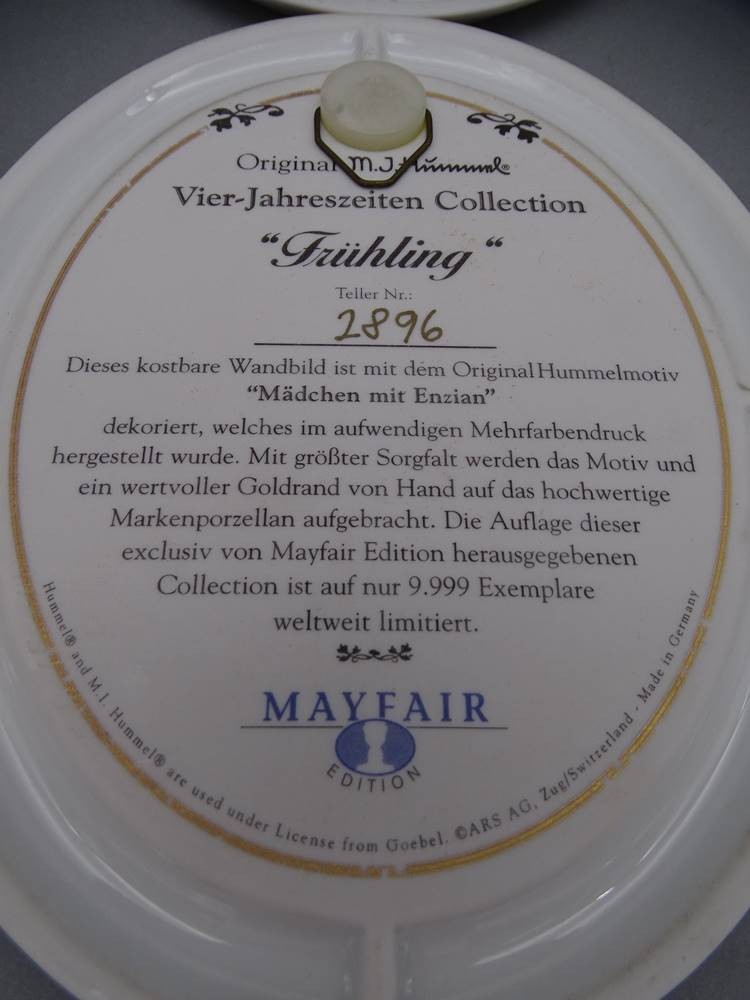 Original M.J. Hummel®
Vier-Jahreszeiten Collection
“Frühling“
Teller Nr.:
2896
Dieses kostbare Wandbild ist mit dem Original Hummelmotiv
“Mädchen mit Enzian”
dekoriert, welches im aufwendigen Mehrfarbendruck
hergestellt wurde. Mit größter Sorgfalt werden das Motiv und
ein wertvoller Goldrand von Hand auf das hochwertige
Markenporzellan aufgebracht. Die Auflage dieser
exclusiv von Mayfair Edition herausgegebenen
Collection ist auf nur 9.999 Exemplare
weltweit limitiert.
MAYFAIR
EDITION
Hummel® and M.I. Hummel® are used under License from Goebel. ©ARS AG, Zug/Switzerland - Made in Germany